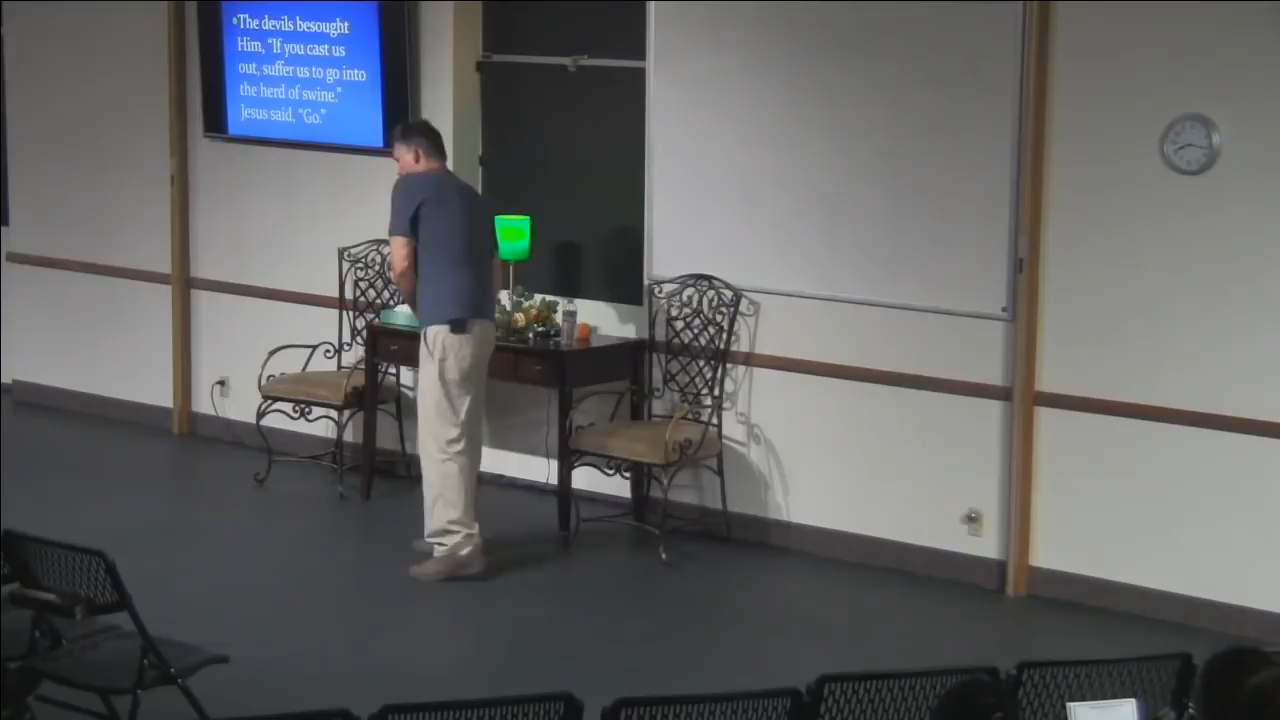 •The devils besought
Him, “If you cast us
out, suffer us to go into
the herd of swine.”
Jesus said, “Go.”